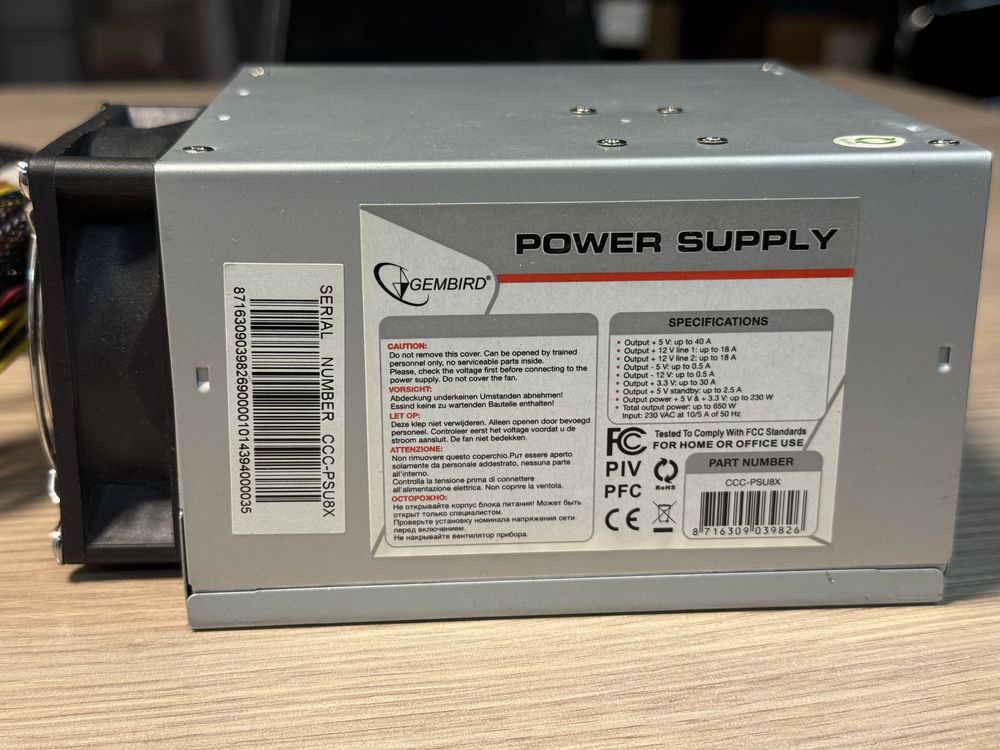 SERIAL NUMBER CCC-PSU8X
8716309039826900001014394000​35
GEMBIRD®
POWER SUPPLY
CAUTION:
Do not remove this cover. Can be opened by trained
personnel only, no serviceable parts inside.
Please, check the voltage first before connecting to the
power supply. Do not cover the fan.
VORSICHT:
Abdeckung underkeinen Umstanden abnehmen!
Essind keine zu wartenden Bautelle enthalten!
LET OP:
Deze klep niet verwijderen. Alleen openen door bevoegd
personeel. Controleer eerst het voltage voordat u de
stroom aansluit. De fan niet bedekken.
ATTENZIONE:
Non rimuovere questo coperchio.Pur essere aperto
solamente da personale addestrato, nessuna parte
all'interno.
Controlla la tensione prima di connettere
all'alimentazione elettrica. Non coprire la ventola.
ОСТОРОЖНО:
Не открывайте корпус блока питания! Может быть
открыт только специалистом.
Проверьте установку номинала напряжения сети
перед включением.
Не накрывайте вентилятор прибора.
SPECIFICATIONS
• Output + 5 V: up to 40 A
• Output + 12 V line 1: up to 18 A
• Output + 12 V line 2: up to 18 A
• Output - 5 V: up to 0.5 A
• Output - 12 V: up to 0.5 A
• Output + 3.3 V: up to 30 A
• Output + 5 V standby: up to 2.5 A
• Output power + 5 V & + 3.3 V: up to 230 W
• Total output power: up to 650 W
Input: 230 VAC at 10/5 A of 50 Hz
FC Tested To Comply With FCC Standards
FOR HOME OR OFFICE USE
PIV
PFC
RoHS
CE
PART NUMBER
CCC-PSU8X
8 716309 039826